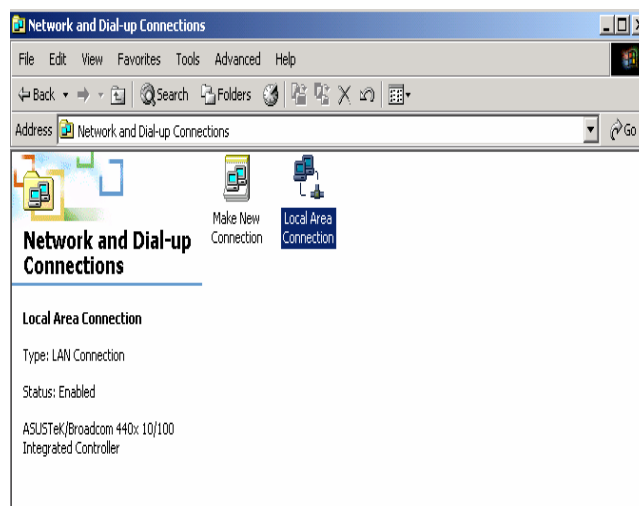 Network and Dial-up Connections
File Edit View Favorites Tools Advanced Help
Back Search Folders
Address Network and Dial-up Connections Go
Make New
Connection
Local Area
Connection
Network and Dial-up
Connections
Local Area Connection
Type: LAN Connection
Status: Enabled
ASUSTeK/Broadcom 440x 10/100
Integrated Controller